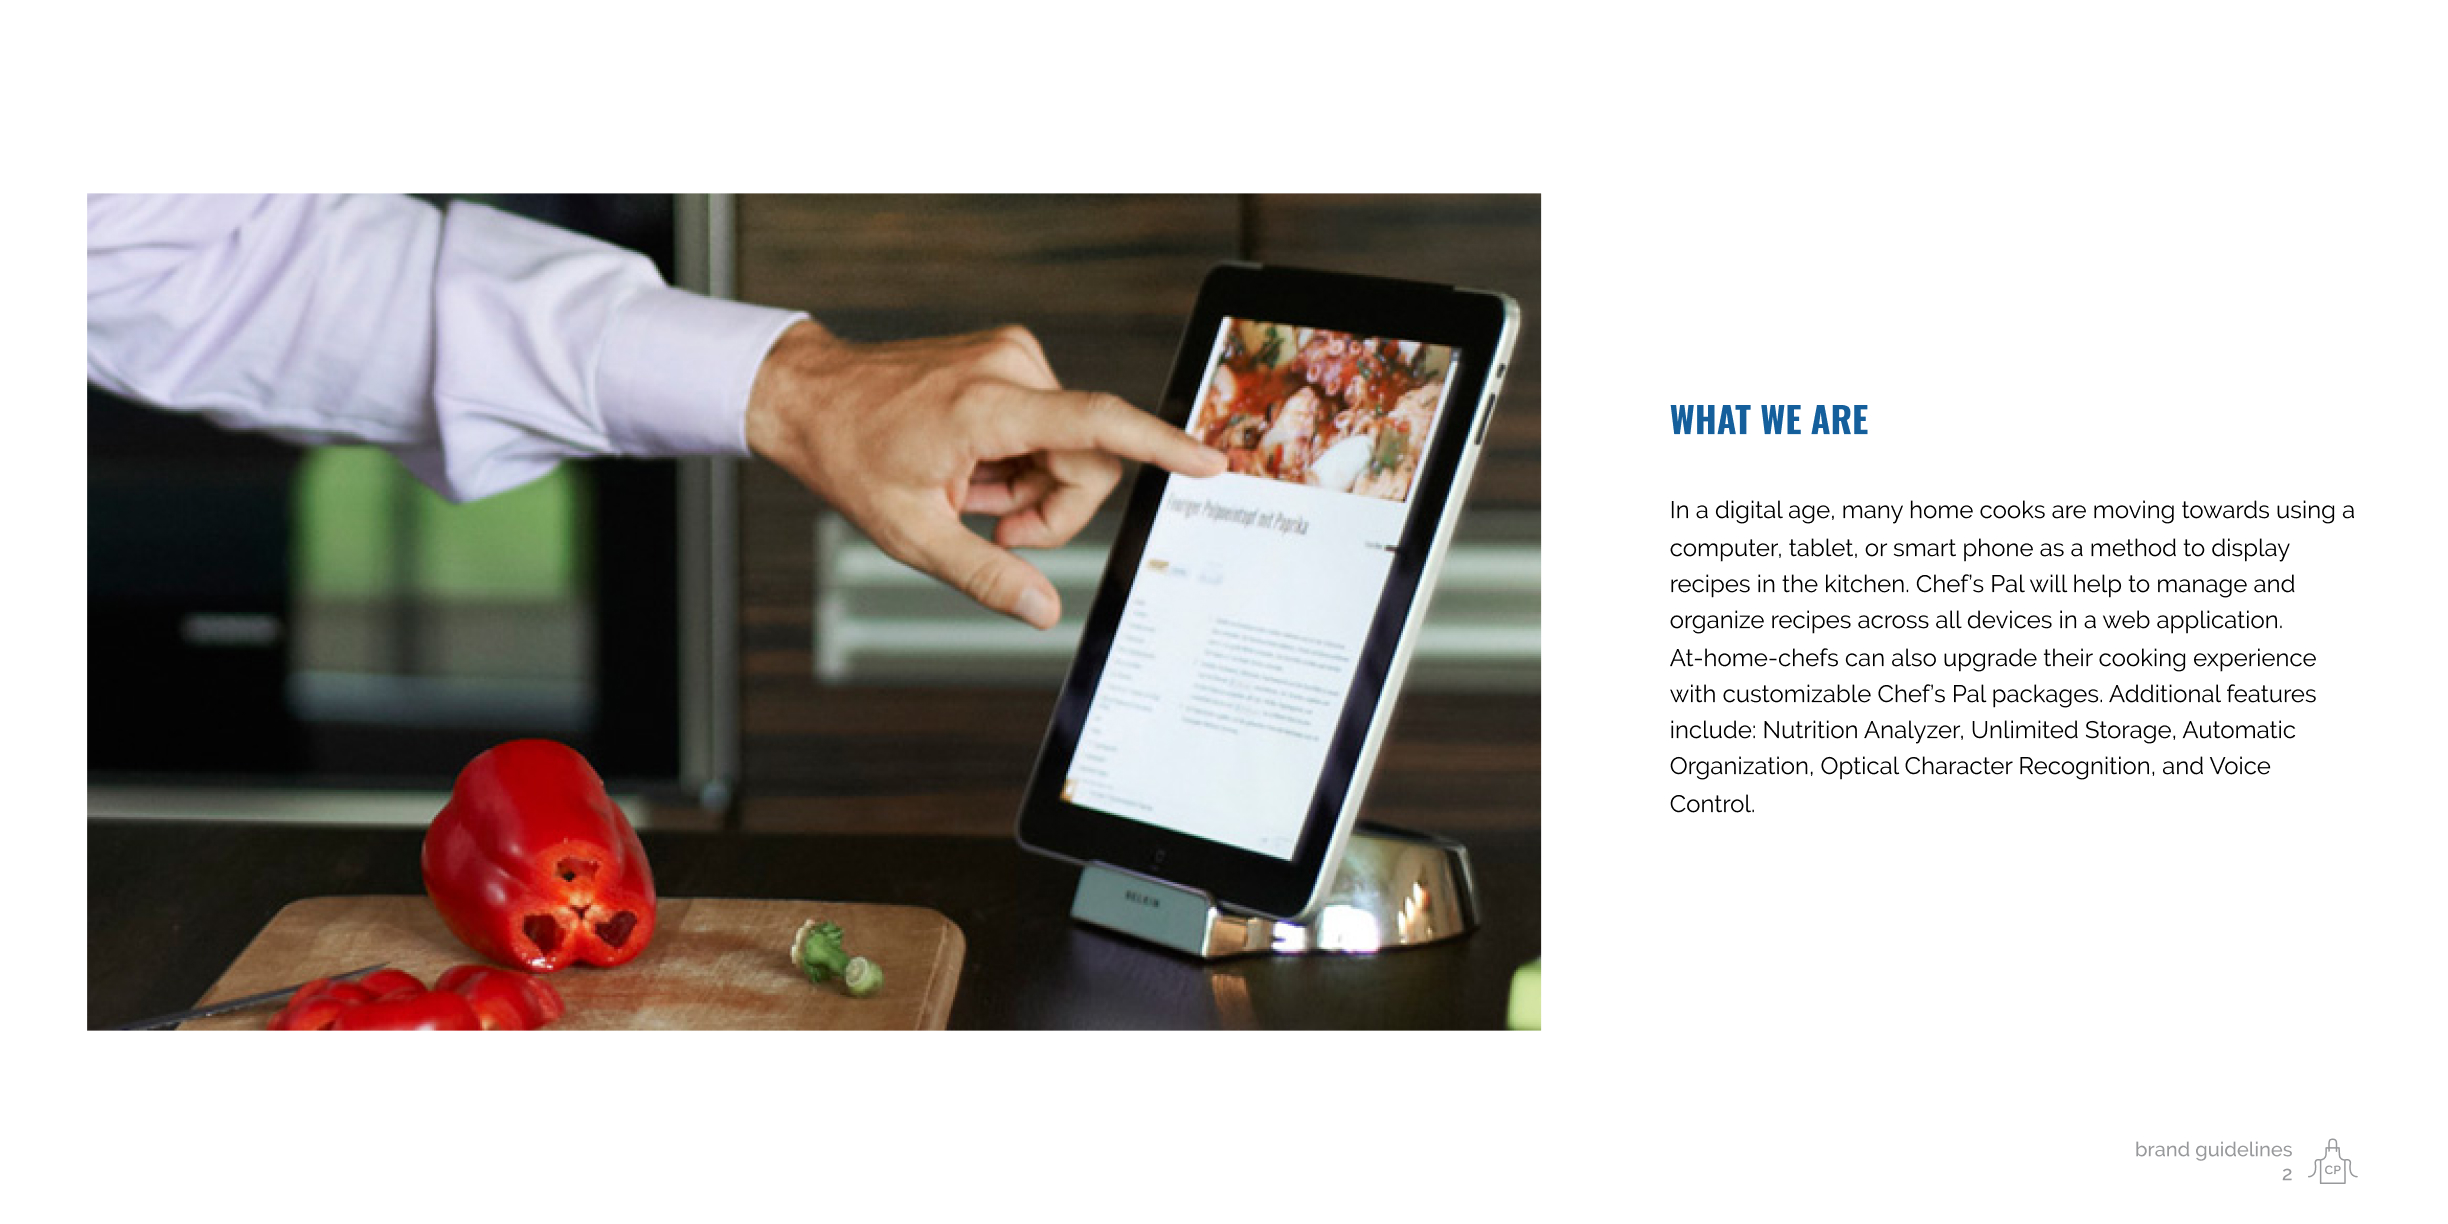 WHAT WE ARE
In a digital age, many home cooks are moving towards using a
computer, tablet, or smart phone as a method to display
recipes in the kitchen. Chef's Pal will help to manage and
organize recipes across all devices in a web application.
At-home-chefs can also upgrade their cooking experience
with customizable Chef's Pal packages. Additional features
include: Nutrition Analyzer, Unlimited Storage, Automatic
Organization, Optical Character Recognition, and Voice
Control.
mit Paprika
BELKIN
brand guidelines
2
CP